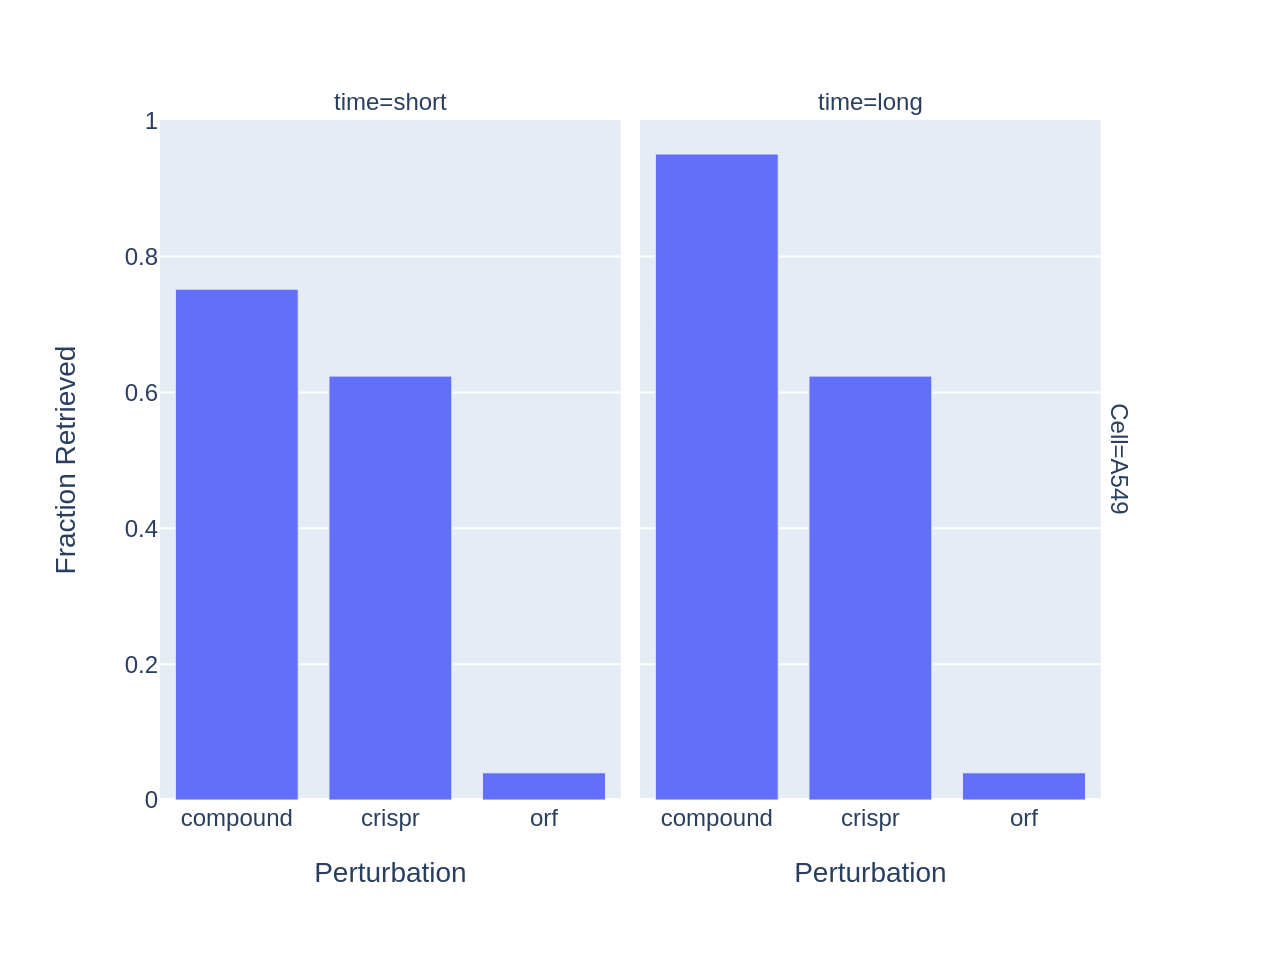 time=short
time=long
1
0.8
0.6
0.4
0.2
0
Fraction Retrieved
compound
crispr
orf
compound
crispr
orf
Perturbation
Perturbation
Cell=A549